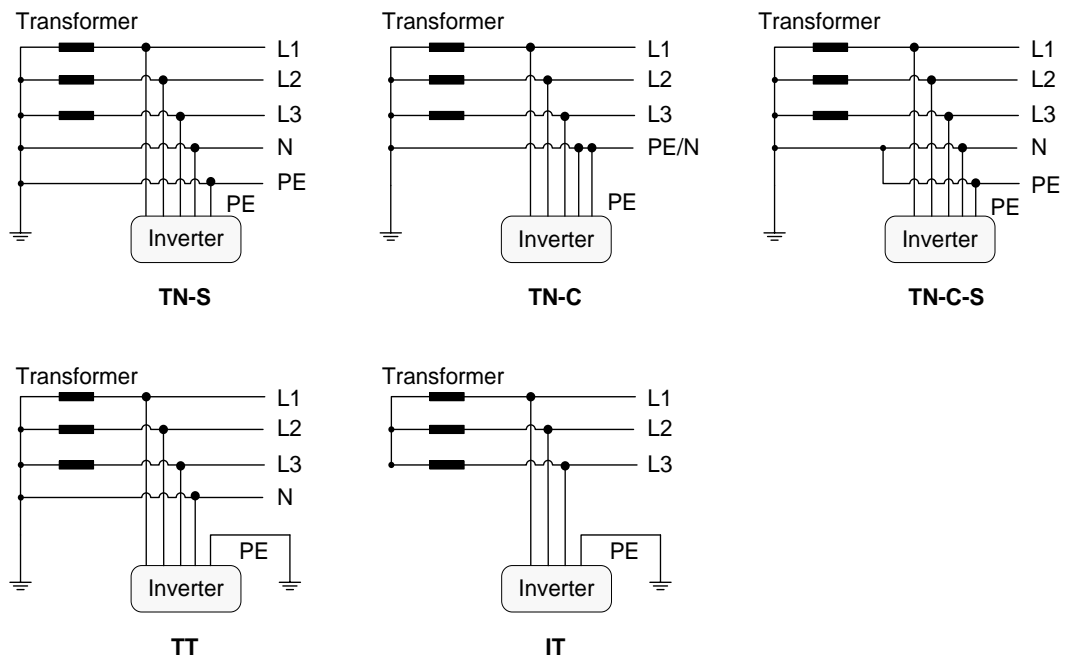 Transformer
L1
L2
L3
N
PE
PE
Inverter
TN-S
Transformer
L1
L2
L3
PE/N
PE
Inverter
TN-C
Transformer
L1
L2
L3
N
PE
PE
Inverter
TN-C-S
Transformer
L1
L2
L3
N
PE
Inverter
TT
Transformer
L1
L2
L3
PE
Inverter
IT